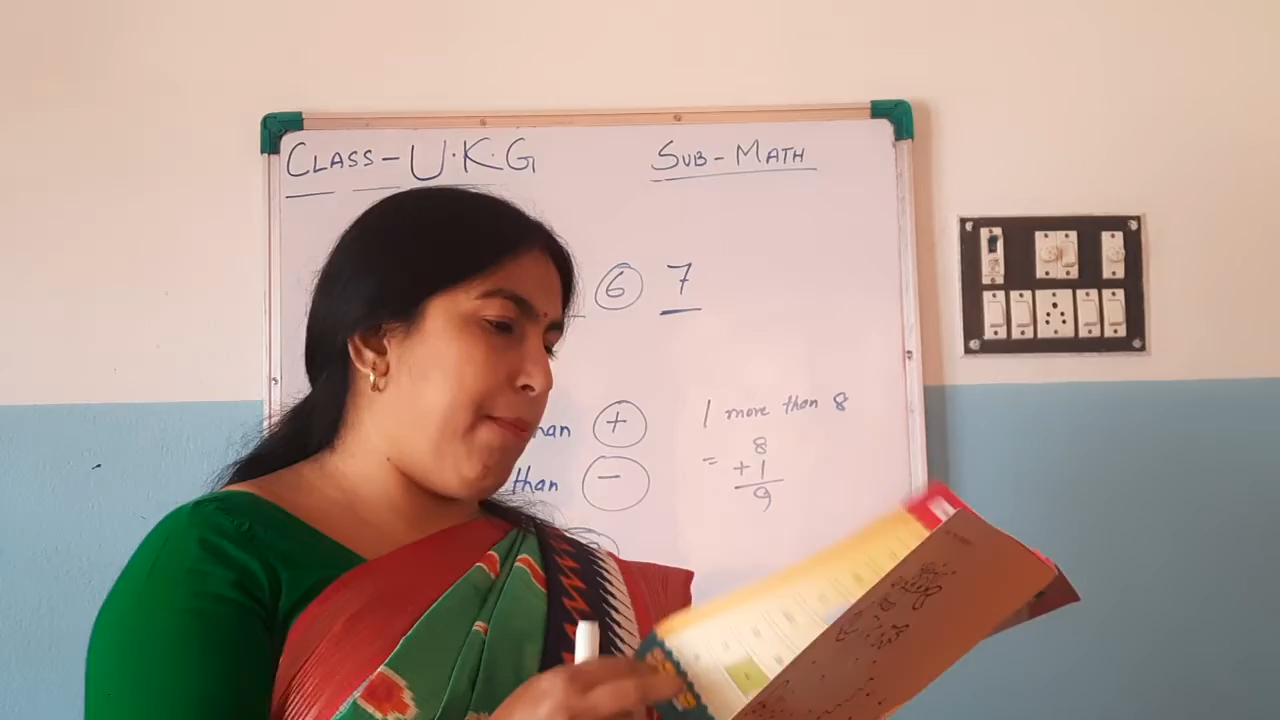 CLASS - U.K.G
SUB - MATH
6 7
than +
than -
1 more than 8
8
= + 1
9